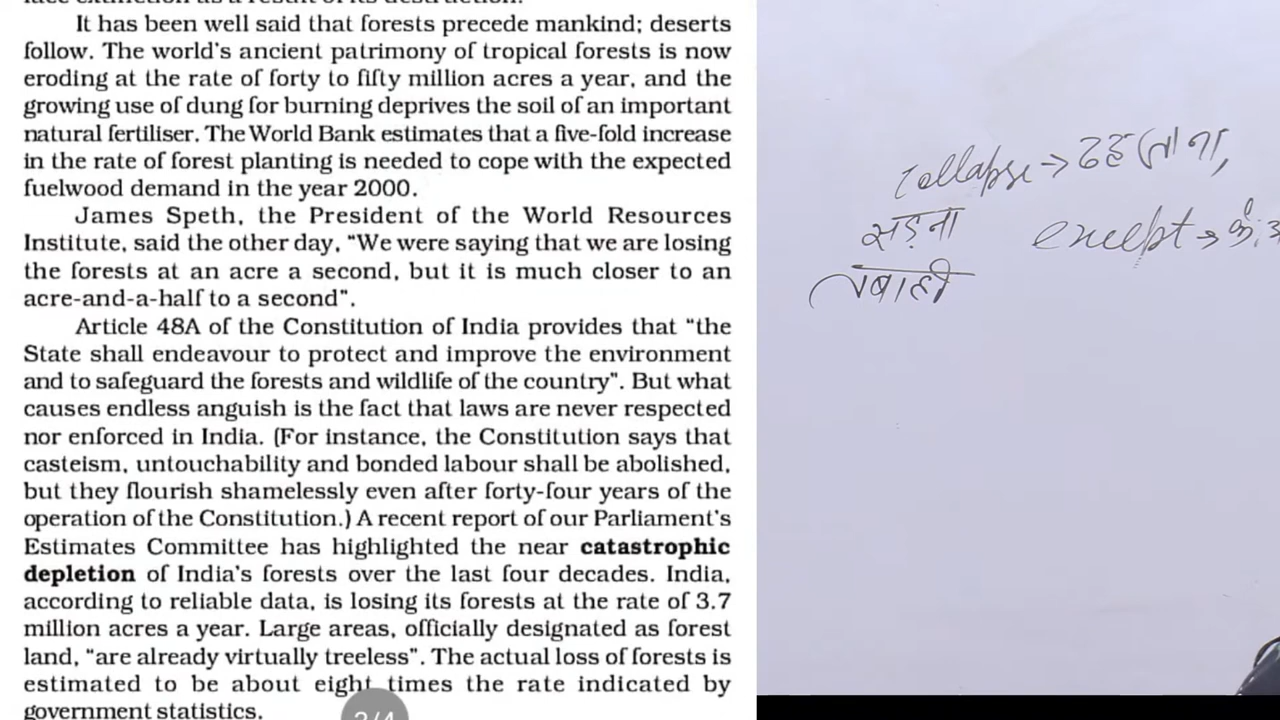 face extinction as a result of its destruction.
It has been well said that forests precede mankind; deserts
follow. The world's ancient patrimony of tropical forests is now
eroding at the rate of forty to fifty million acres a year, and the
growing use of dung for burning deprives the soil of an important
natural fertiliser. The World Bank estimates that a five-fold increase
in the rate of forest planting is needed to cope with the expected
fuelwood demand in the year 2000.
James Speth, the President of the World Resources
Institute, said the other day, “We were saying that we are losing
the forests at an acre a second, but it is much closer to an
acre-and-a-half to a second”.
Article 48A of the Constitution of India provides that “the
State shall endeavour to protect and improve the environment
and to safeguard the forests and wildlife of the country”. But what
causes endless anguish is the fact that laws are never respected
nor enforced in India. (For instance, the Constitution says that
casteism, untouchability and bonded labour shall be abolished,
but they flourish shamelessly even after forty-four years of the
operation of the Constitution.) A recent report of our Parliament's
Estimates Committee has highlighted the near catastrophic
depletion of India's forests over the last four decades. India,
according to reliable data, is losing its forests at the rate of 3.7
million acres a year. Large areas, officially designated as forest
land, “are already virtually treeless”. The actual loss of forests is
estimated to be about eight times the rate indicated by
government statistics.
collapse → ढह जाना,
सड़ना except →
तबाही